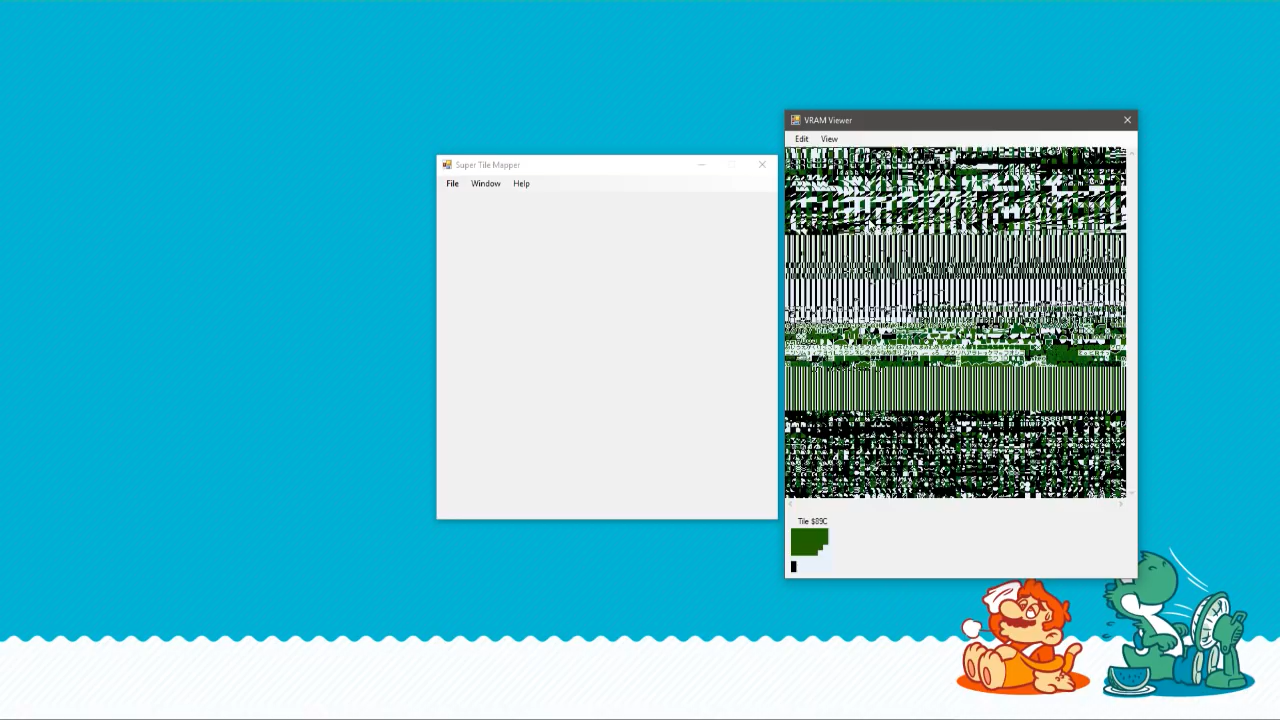 Super Tile Mapper
File Window Help
VRAM Viewer
Edit View
Tile $89C